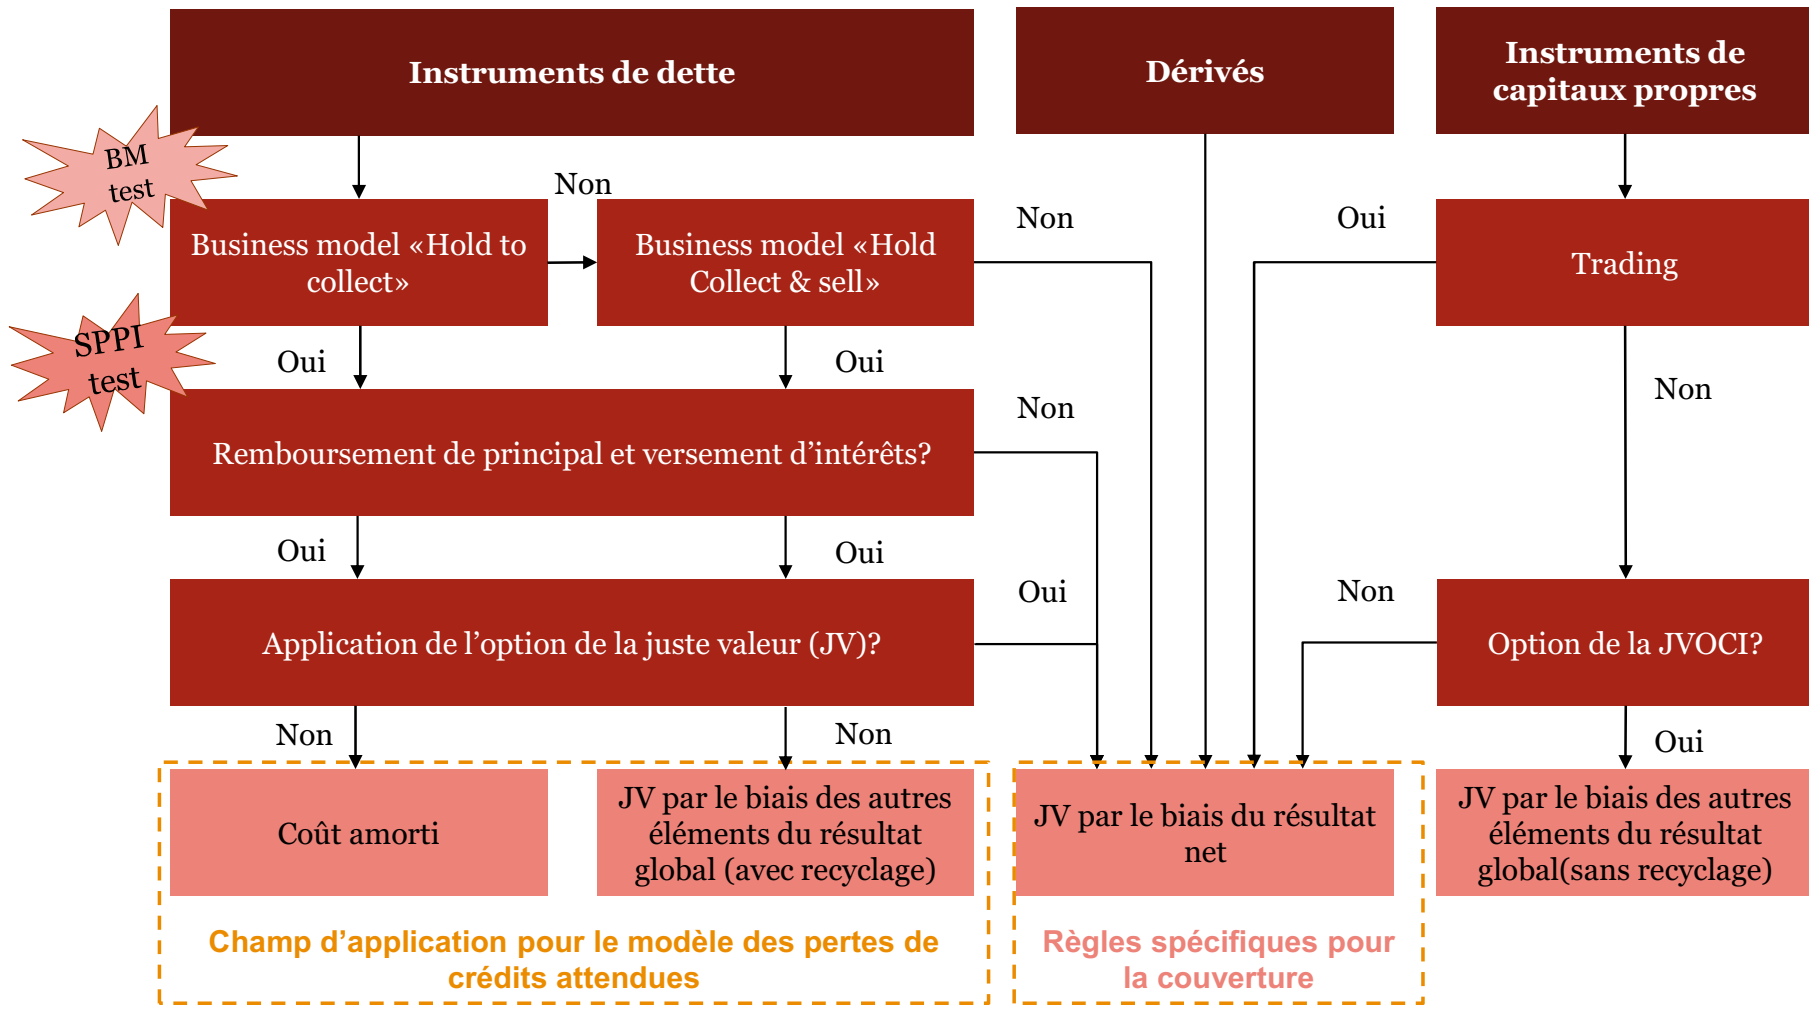 Instruments de dette
Dérivés
Instruments de
capitaux propres
BM
test
Non
Business model «Hold to
collect»
Business model «Hold
Collect & sell»
Non
Oui
Trading
SPPI
test
Oui
Oui
Non
Non
Remboursement de principal et versement d’intérêts?
Oui
Oui
Oui
Non
Application de l’option de la juste valeur (JV)?
Option de la JVOCI?
Non
Non
Oui
Coût amorti
JV par le biais des autres
éléments du résultat
global (avec recyclage)
JV par le biais du résultat
net
JV par le biais des autres
éléments du résultat
global(sans recyclage)
Champ d’application pour le modèle des pertes de
crédits attendues
Règles spécifiques pour
la couverture